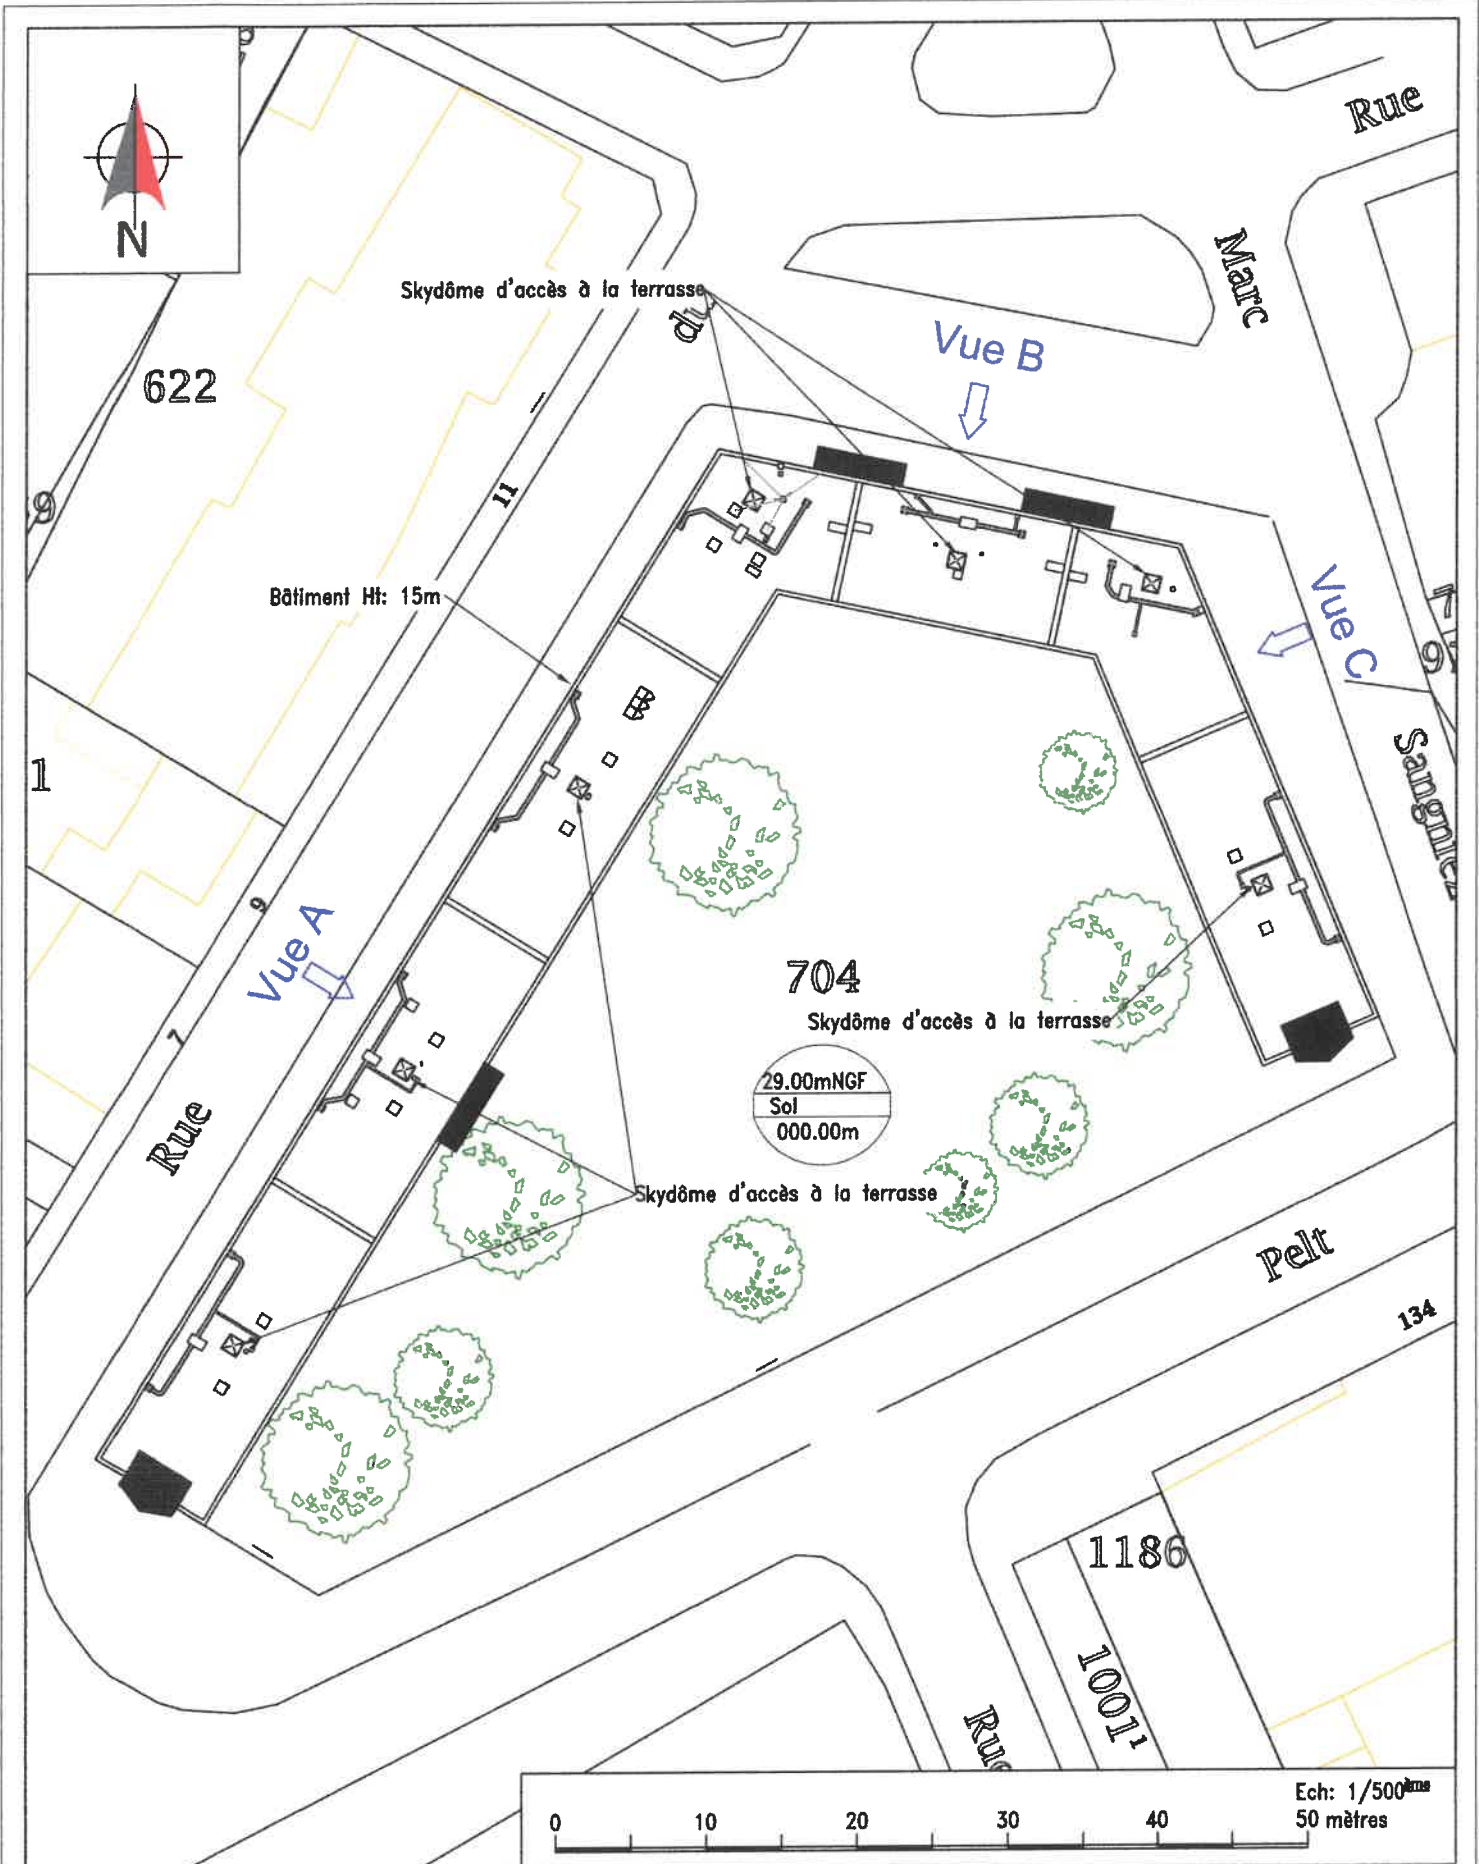 N
Rue
Marc
Skydôme d'accès à la terrasse
du
Vue B
622
11
Bâtiment Ht: 15m
Vue C
1
Sangnier
9
Vue A
704
Skydôme d'accès à la terrasse
7
29.00mNGF
Sol
000.00m
Rue
Skydôme d'accès à la terrasse
Pelt
134
1186
1001¹
Rue
Ech: 1/500ème
0 10 20 30 40 50 mètres